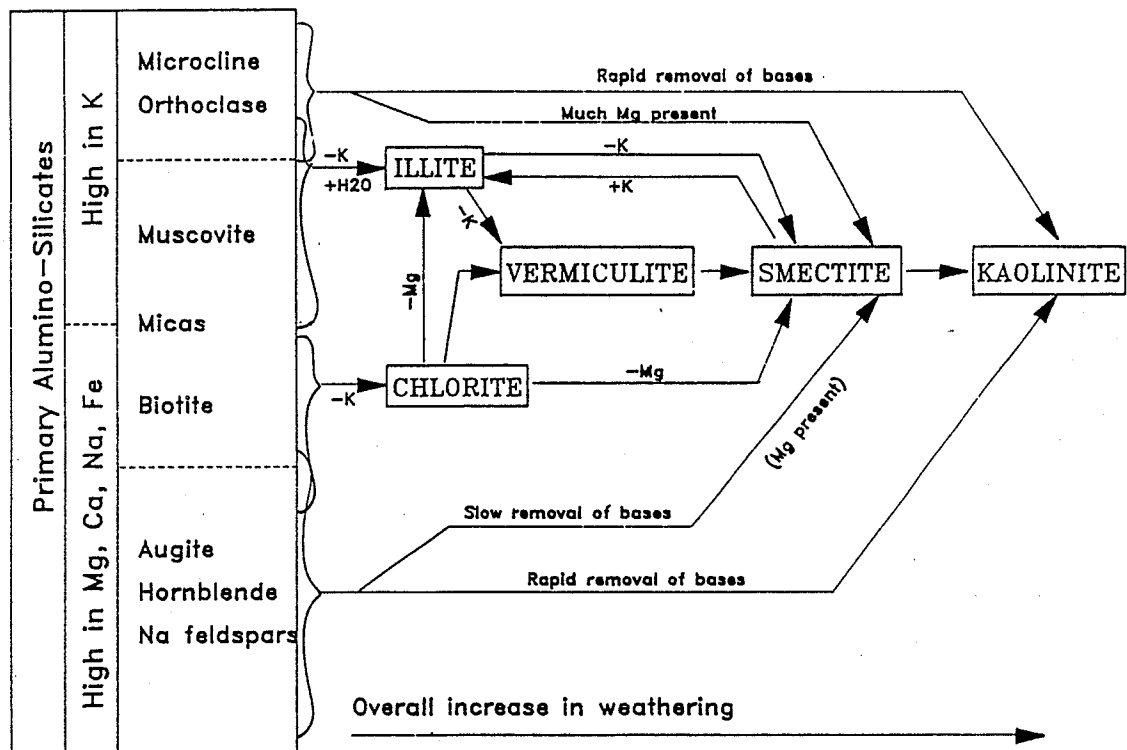 Primary Alumino-Silicates
High in K
High in Mg, Ca, Na, Fe
Microcline
Orthoclase
Muscovite
Micas
Biotite
Augite
Hornblende
Na feldspars
Rapid removal of bases
Much Mg present
-K
+H2O
ILLITE
-K
+K
-K
VERMICULITE
SMECTITE
KAOLINITE
-Mg
-K
CHLORITE
-Mg
(Mg present)
Slow removal of bases
Rapid removal of bases
Overall increase in weathering